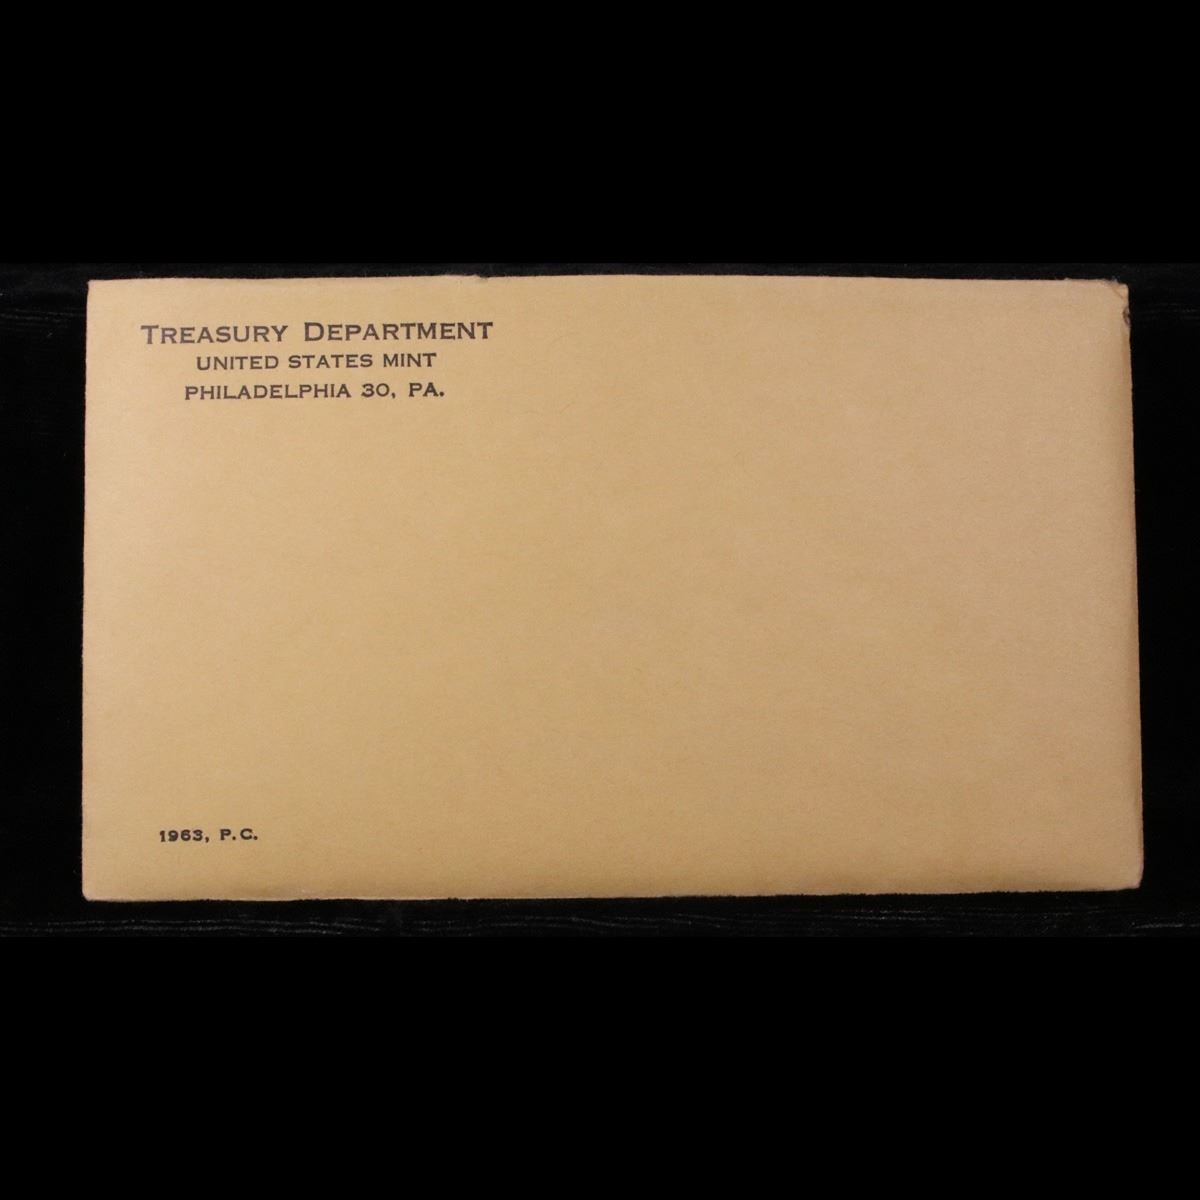 TREASURY DEPARTMENT
UNITED STATES MINT
PHILADELPHIA 30, PA.
1963, P.C.